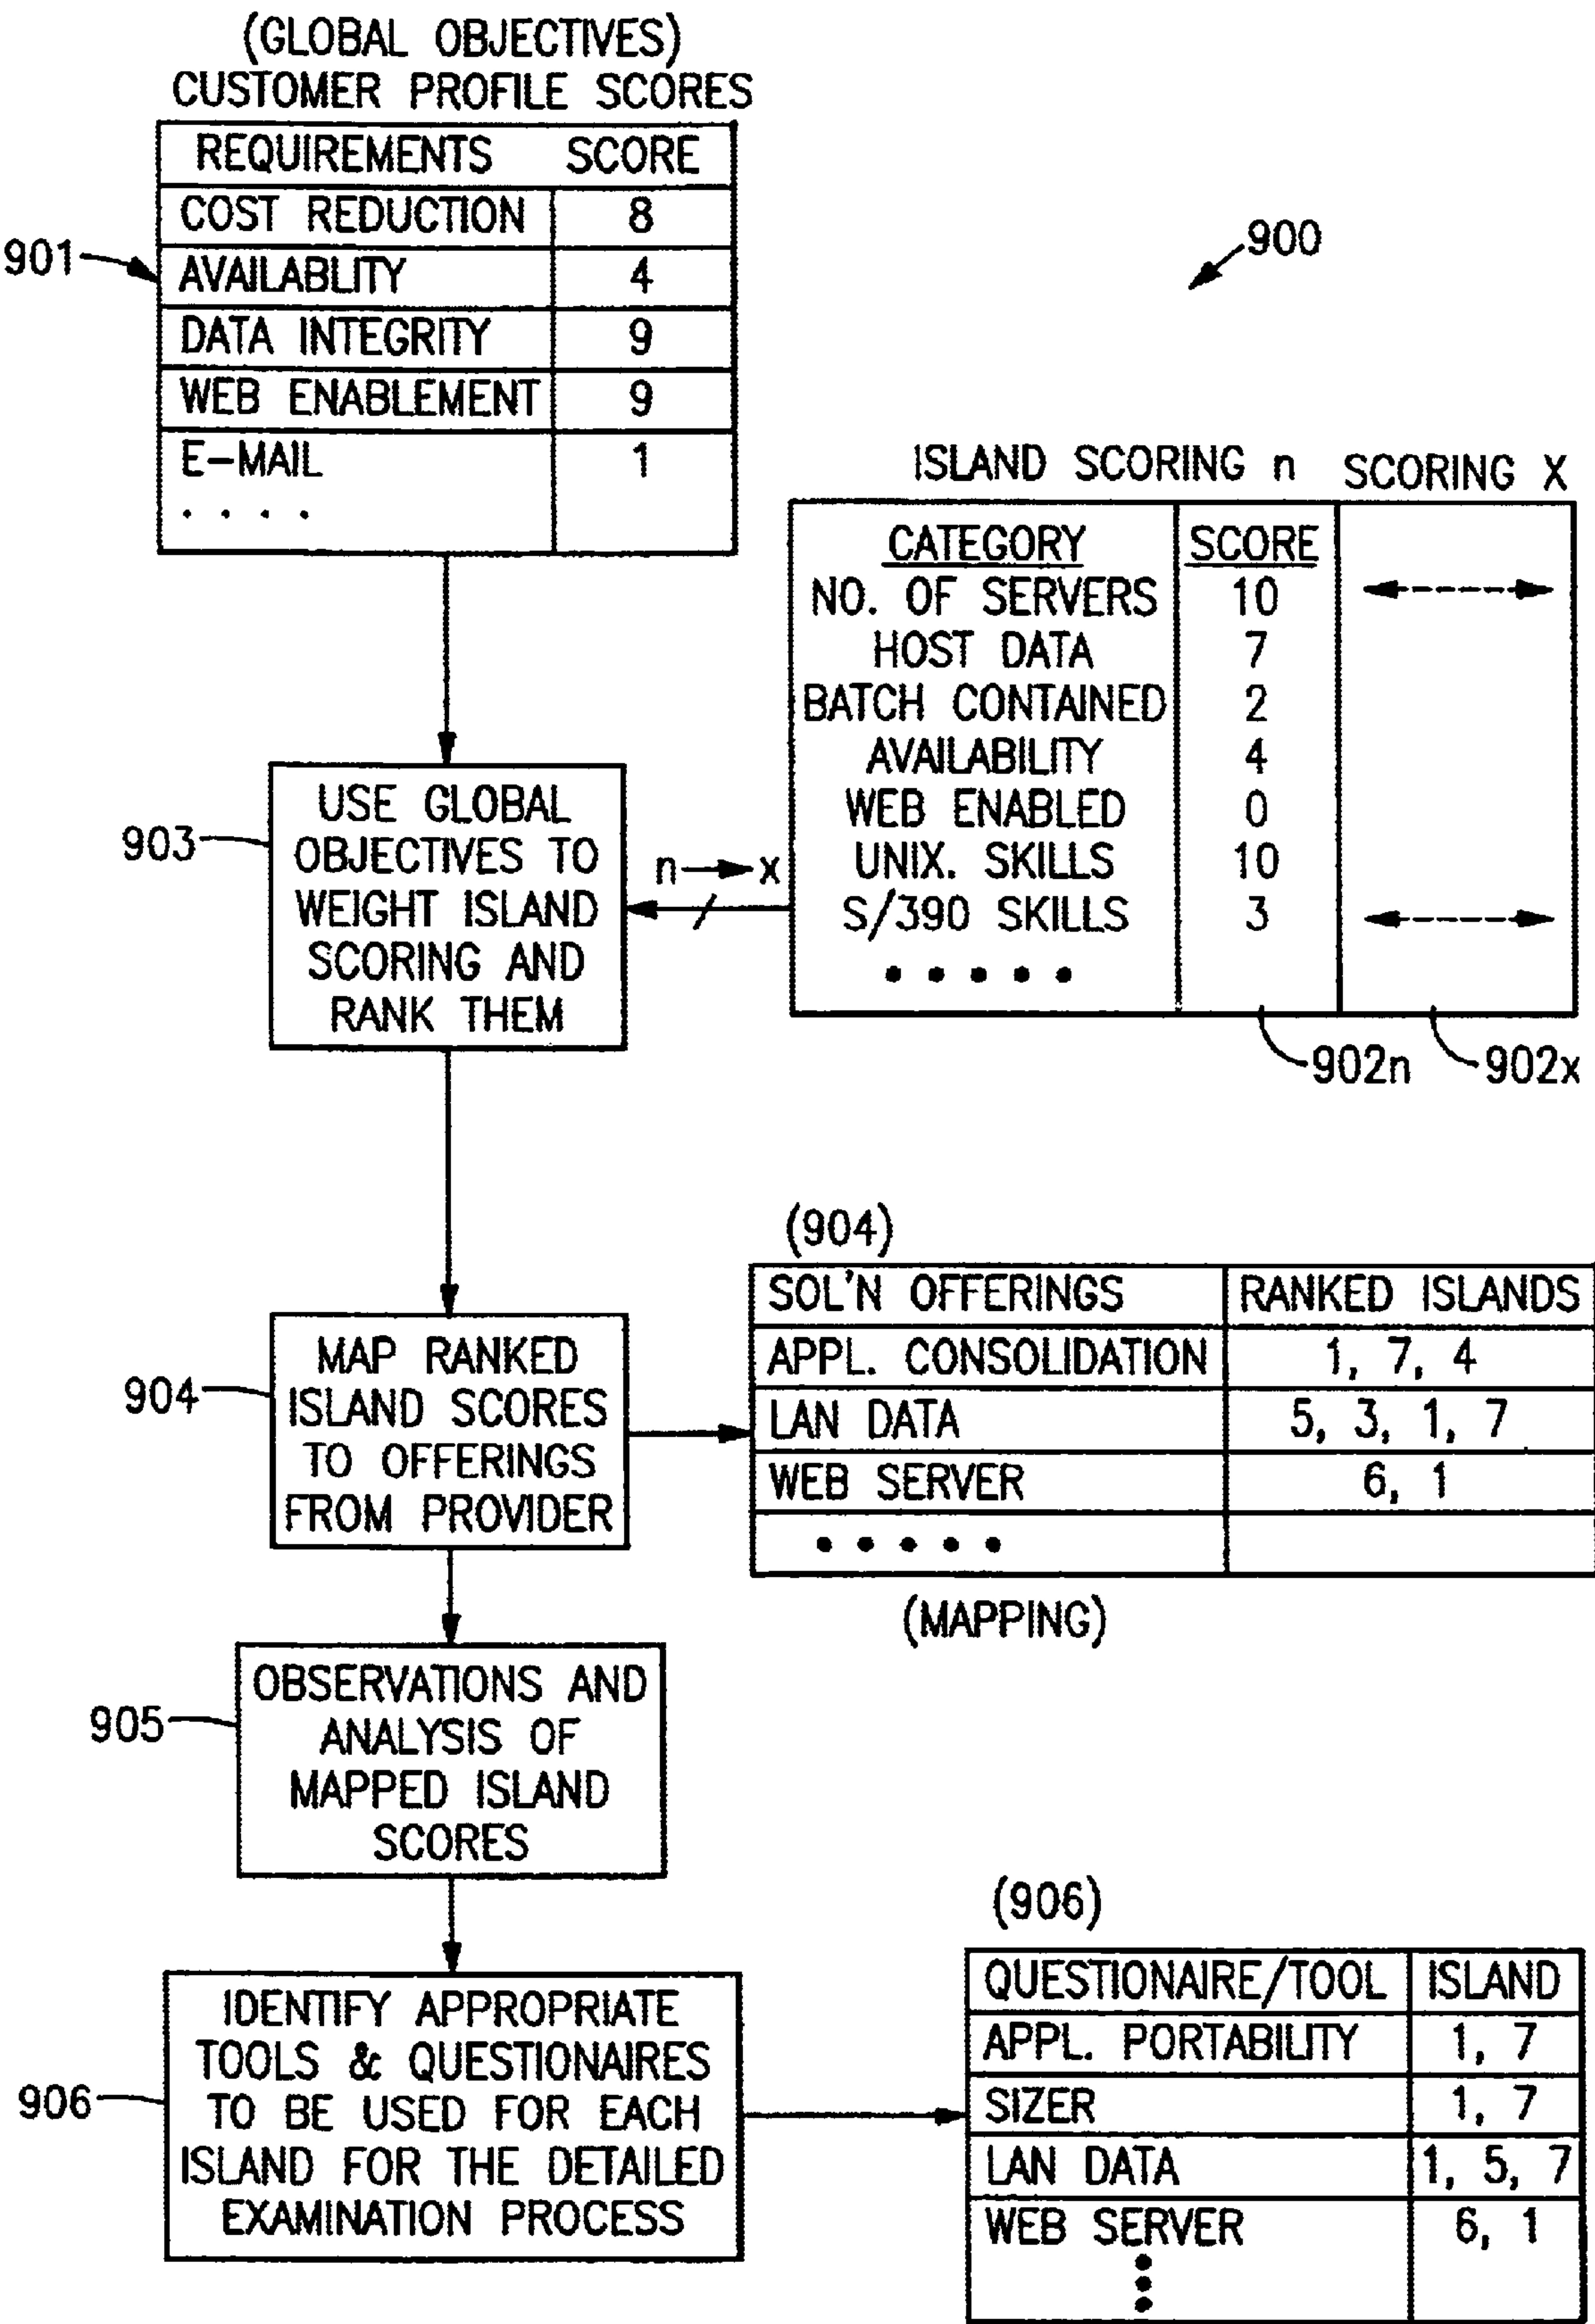 (GLOBAL OBJECTIVES)
CUSTOMER PROFILE SCORES
REQUIREMENTS SCORE
COST REDUCTION 8
901
AVAILABLITY 4
DATA INTEGRITY 9
WEB ENABLEMENT 9
E-MAIL 1
. . . .
900
ISLAND SCORING n SCORING X
CATEGORY SCORE
NO. OF SERVERS 10
HOST DATA 7
BATCH CONTAINED 2
AVAILABILITY 4
WEB ENABLED 0
UNIX. SKILLS 10
S/390 SKILLS 3
• • • • •
902n 902x
903
USE GLOBAL
OBJECTIVES TO
WEIGHT ISLAND
SCORING AND
RANK THEM
n x
904
MAP RANKED
ISLAND SCORES
TO OFFERINGS
FROM PROVIDER
(904)
SOL'N OFFERINGS RANKED ISLANDS
APPL. CONSOLIDATION 1, 7, 4
LAN DATA 5, 3, 1, 7
WEB SERVER 6, 1
• • • • •
(MAPPING)
905
OBSERVATIONS AND
ANALYSIS OF
MAPPED ISLAND
SCORES
906
IDENTIFY APPROPRIATE
TOOLS & QUESTIONAIRES
TO BE USED FOR EACH
ISLAND FOR THE DETAILED
EXAMINATION PROCESS
(906)
QUESTIONAIRE/TOOL ISLAND
APPL. PORTABILITY 1, 7
SIZER 1, 7
LAN DATA 1, 5, 7
WEB SERVER 6, 1